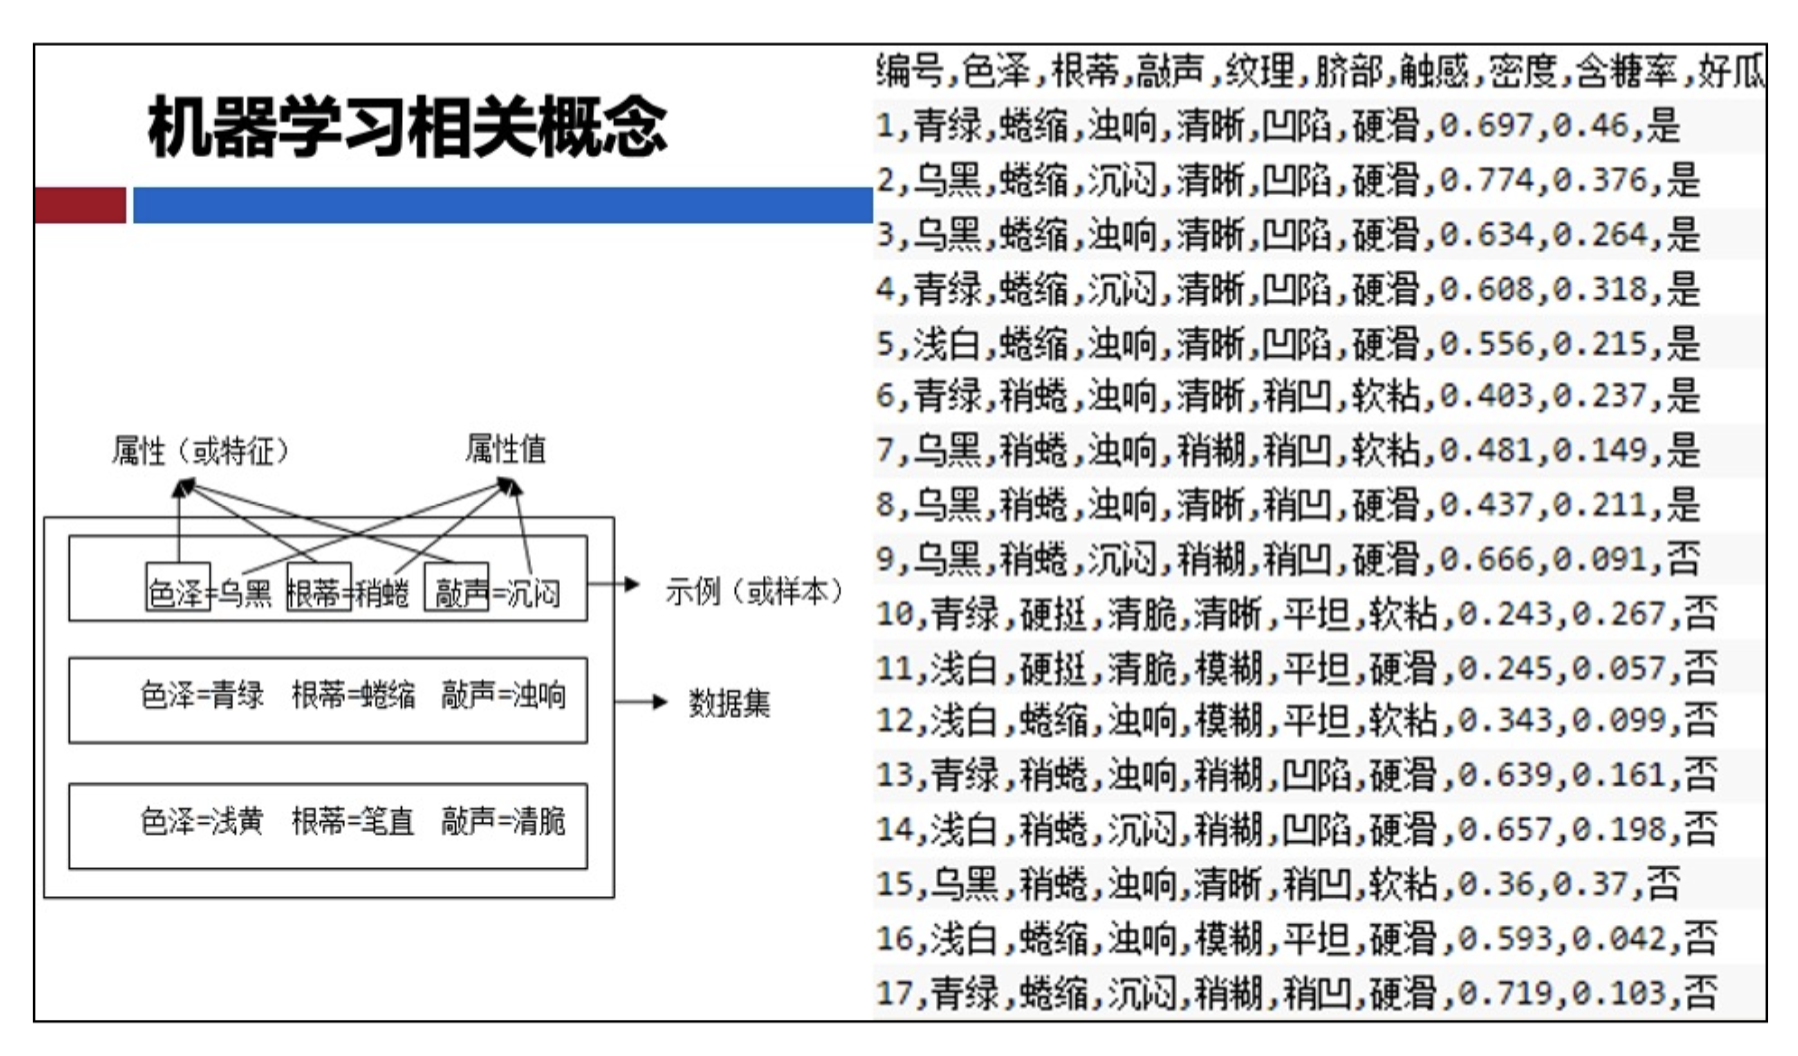 机器学习相关概念
属性（或特征）
属性值
色泽=乌黑 根蒂=稍蜷 敲声=沉闷
示例（或样本）
色泽=青绿 根蒂=蜷缩 敲声=浊响
数据集
色泽=浅黄 根蒂=笔直 敲声=清脆
编号,色泽,根蒂,敲声,纹理,脐部,触感,密度,含糖率,好瓜
1,青绿,蜷缩,浊响,清晰,凹陷,硬滑,0.697,0.46,是
2,乌黑,蜷缩,沉闷,清晰,凹陷,硬滑,0.774,0.376,是
3,乌黑,蜷缩,浊响,清晰,凹陷,硬滑,0.634,0.264,是
4,青绿,蜷缩,沉闷,清晰,凹陷,硬滑,0.608,0.318,是
5,浅白,蜷缩,浊响,清晰,凹陷,硬滑,0.556,0.215,是
6,青绿,稍蜷,浊响,清晰,稍凹,软粘,0.403,0.237,是
7,乌黑,稍蜷,浊响,稍糊,稍凹,软粘,0.481,0.149,是
8,乌黑,稍蜷,浊响,清晰,稍凹,硬滑,0.437,0.211,是
9,乌黑,稍蜷,沉闷,稍糊,稍凹,硬滑,0.666,0.091,否
10,青绿,硬挺,清脆,清晰,平坦,软粘,0.243,0.267,否
11,浅白,硬挺,清脆,模糊,平坦,硬滑,0.245,0.057,否
12,浅白,蜷缩,浊响,模糊,平坦,软粘,0.343,0.099,否
13,青绿,稍蜷,浊响,稍糊,凹陷,硬滑,0.639,0.161,否
14,浅白,稍蜷,沉闷,稍糊,凹陷,硬滑,0.657,0.198,否
15,乌黑,稍蜷,浊响,清晰,稍凹,软粘,0.36,0.37,否
16,浅白,蜷缩,浊响,模糊,平坦,硬滑,0.593,0.042,否
17,青绿,蜷缩,沉闷,稍糊,稍凹,硬滑,0.719,0.103,否